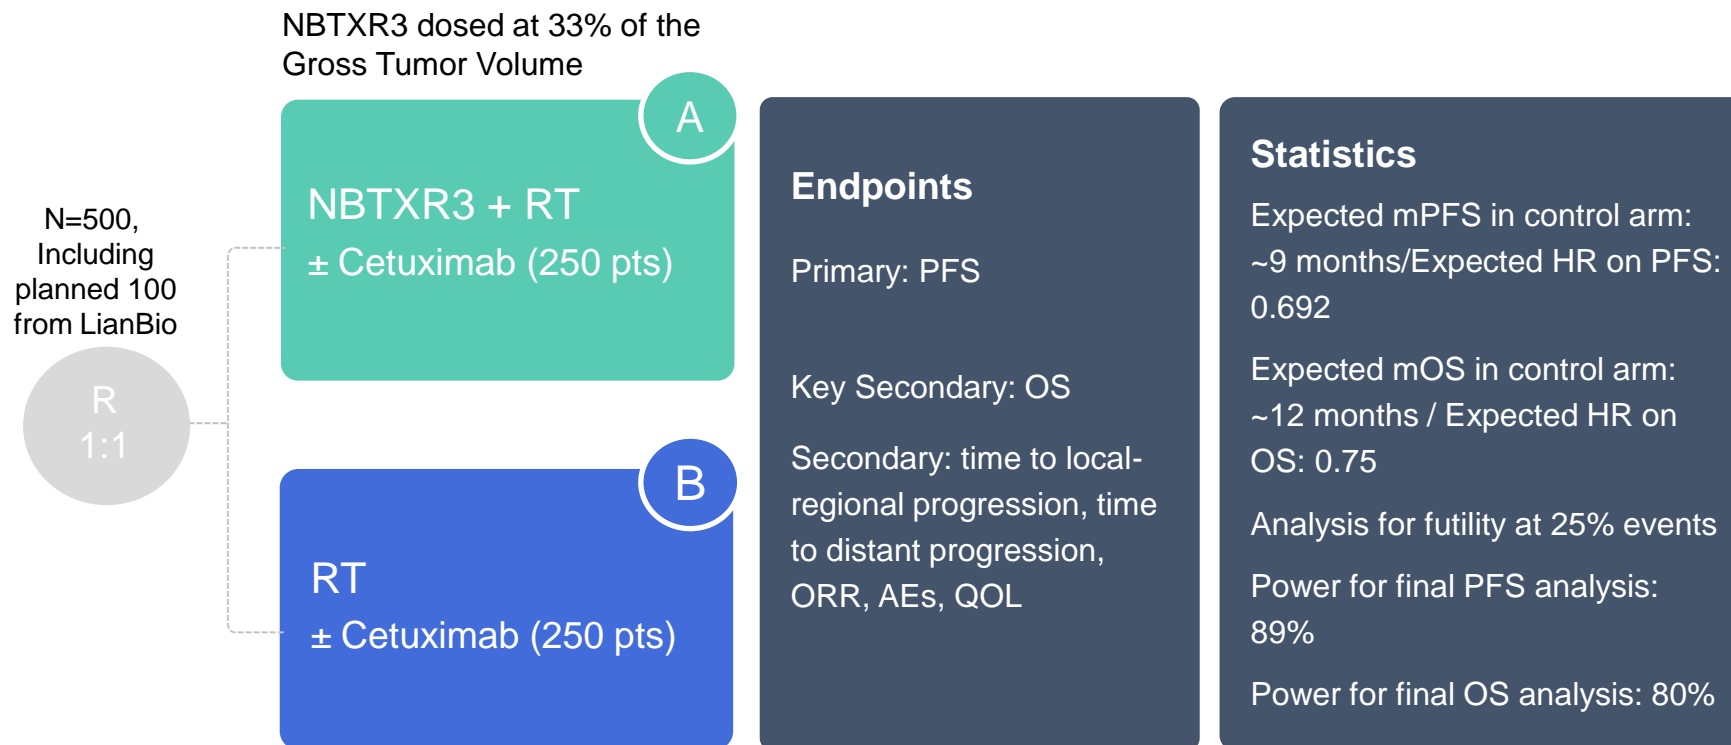 NBTXR3 dosed at 33% of the
Gross Tumor Volume
N=500,
Including
planned 100
from LianBio
R
1:1
A
NBTXR3 + RT
± Cetuximab (250 pts)
B
RT
± Cetuximab (250 pts)
Endpoints
Primary: PFS
Key Secondary: OS
Secondary: time to local-
regional progression, time
to distant progression,
ORR, AEs, QOL
Statistics
Expected mPFS in control arm:
~9 months/Expected HR on PFS:
0.692
Expected mOS in control arm:
~12 months / Expected HR on
OS: 0.75
Analysis for futility at 25% events
Power for final PFS analysis:
89%
Power for final OS analysis: 80%